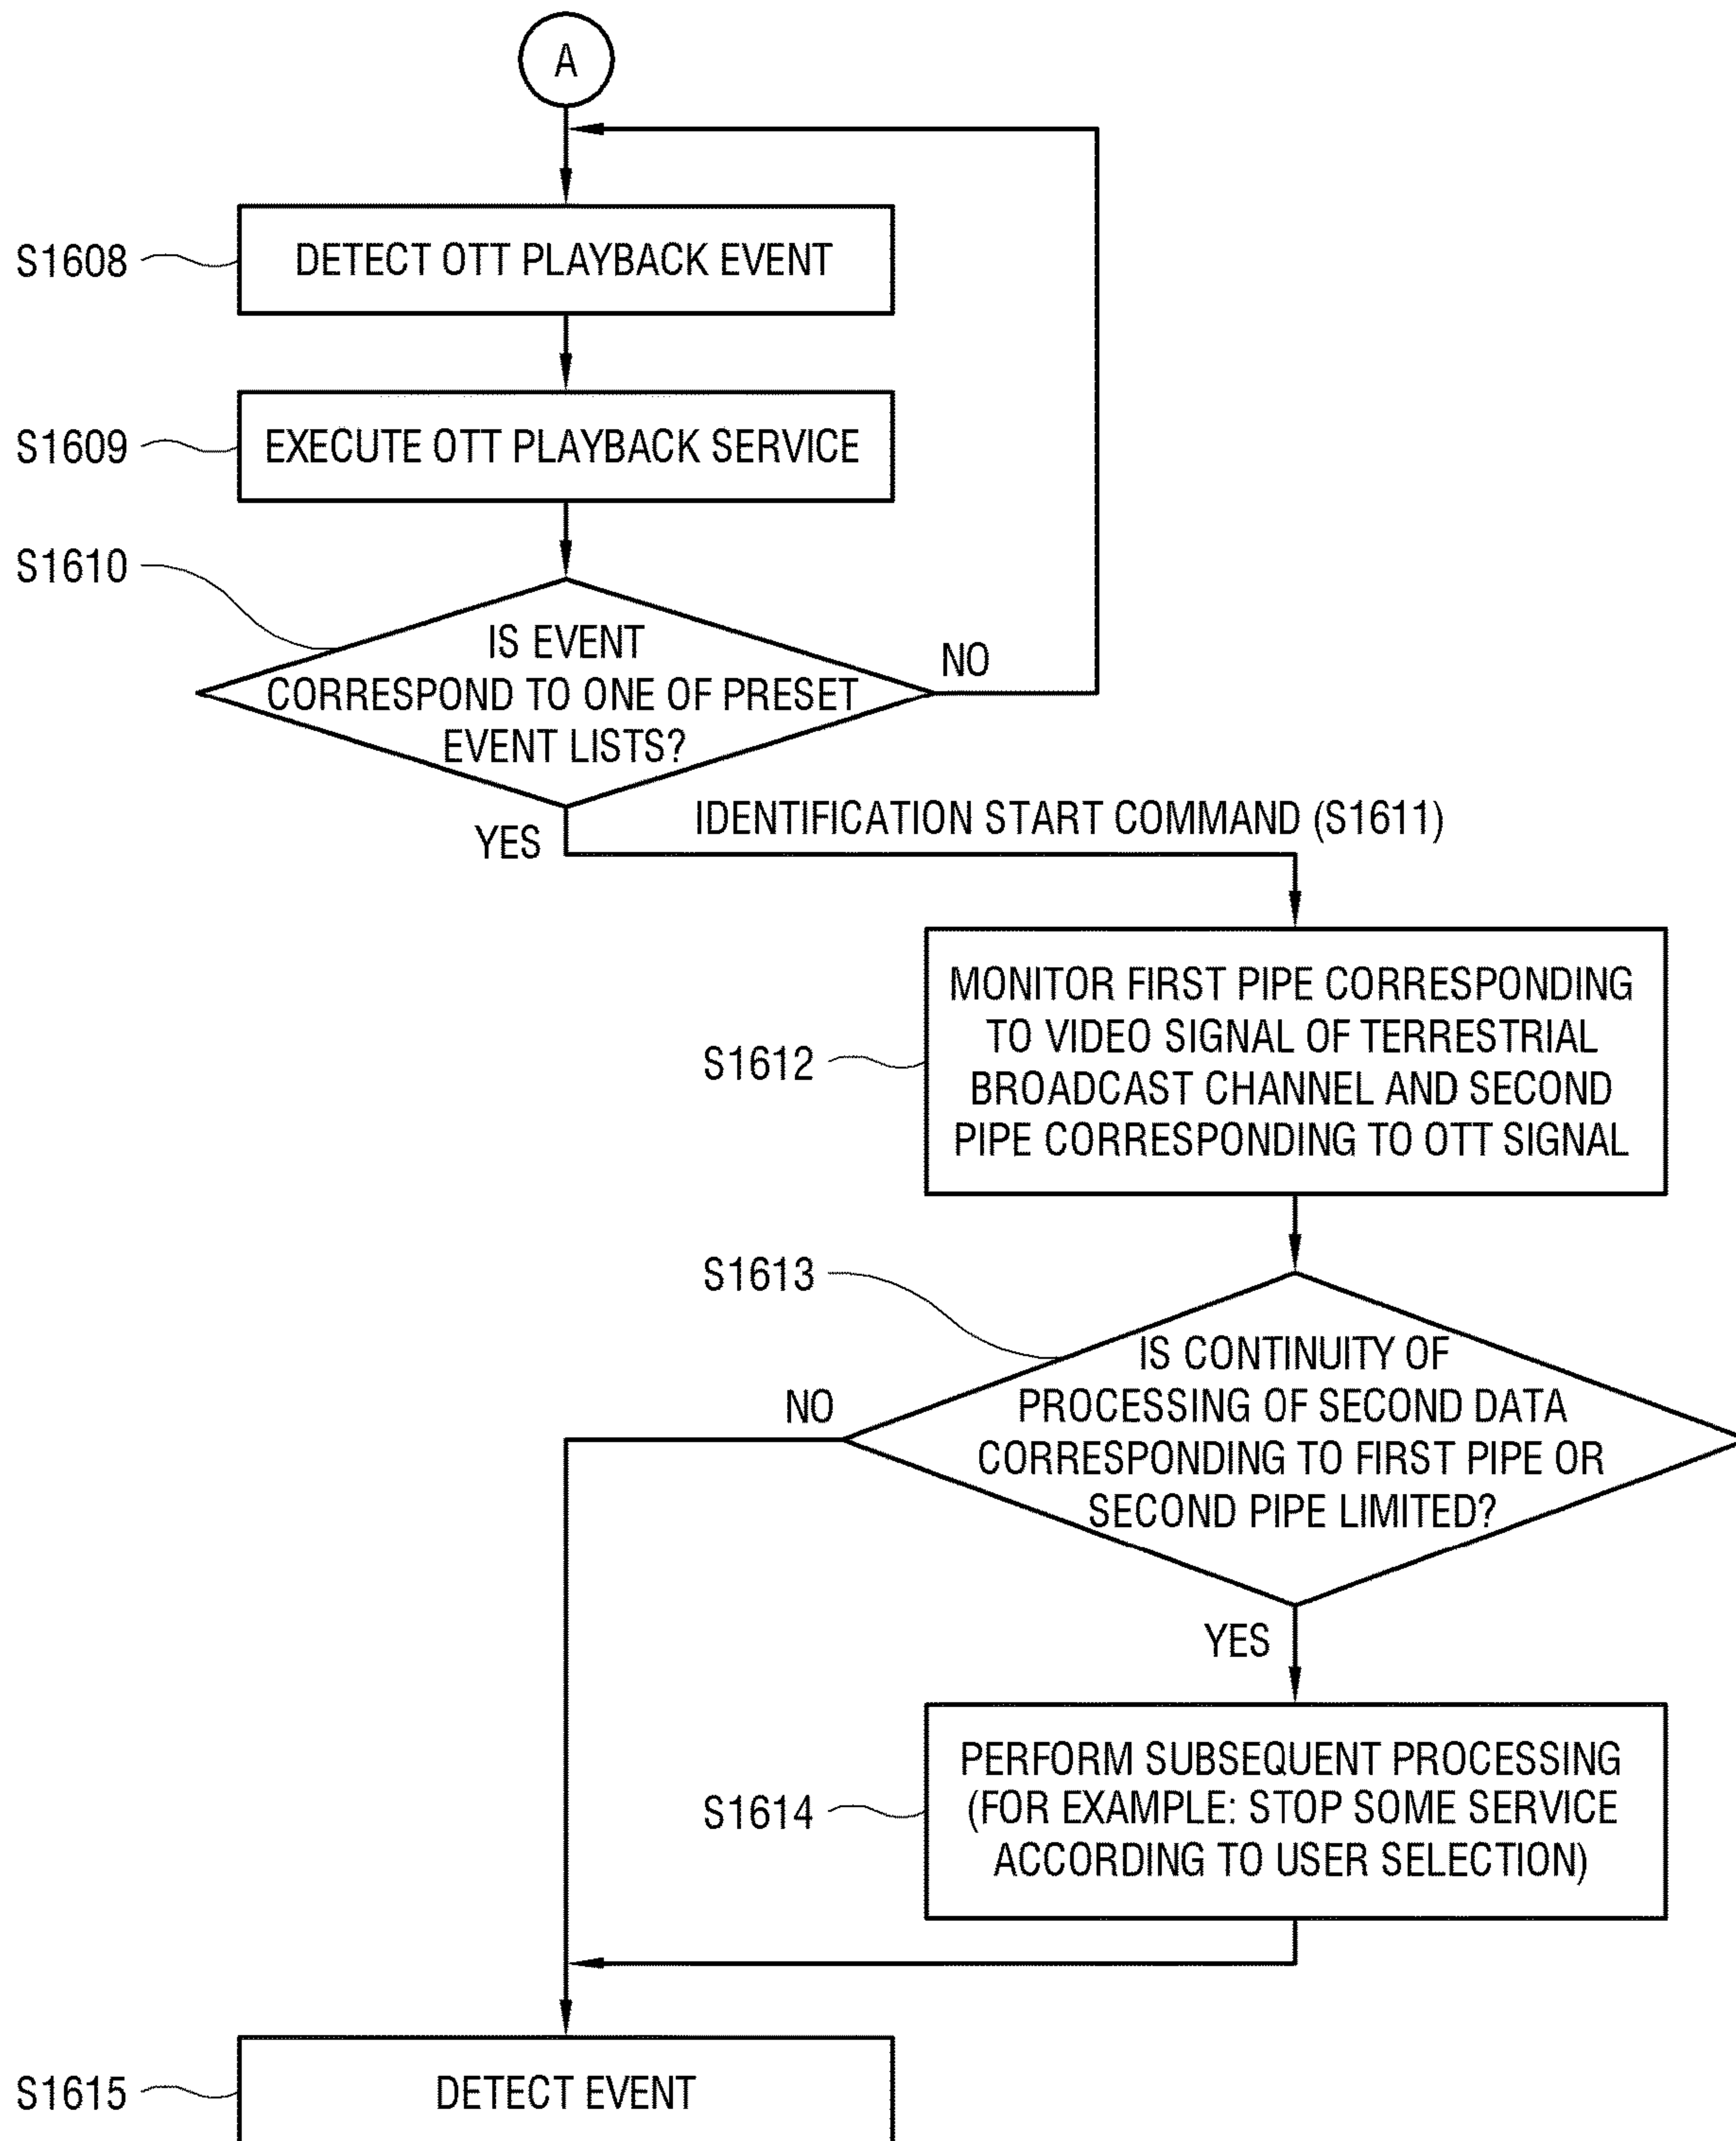 A
S1608
DETECT OTT PLAYBACK EVENT
S1609
EXECUTE OTT PLAYBACK SERVICE
S1610
IS EVENT
CORRESPOND TO ONE OF PRESET
EVENT LISTS?
NO
YES
IDENTIFICATION START COMMAND (S1611)
S1612
MONITOR FIRST PIPE CORRESPONDING
TO VIDEO SIGNAL OF TERRESTRIAL
BROADCAST CHANNEL AND SECOND
PIPE CORRESPONDING TO OTT SIGNAL
S1613
IS CONTINUITY OF
PROCESSING OF SECOND DATA
CORRESPONDING TO FIRST PIPE OR
SECOND PIPE LIMITED?
NO
YES
S1614
PERFORM SUBSEQUENT PROCESSING
(FOR EXAMPLE: STOP SOME SERVICE
ACCORDING TO USER SELECTION)
S1615
DETECT EVENT